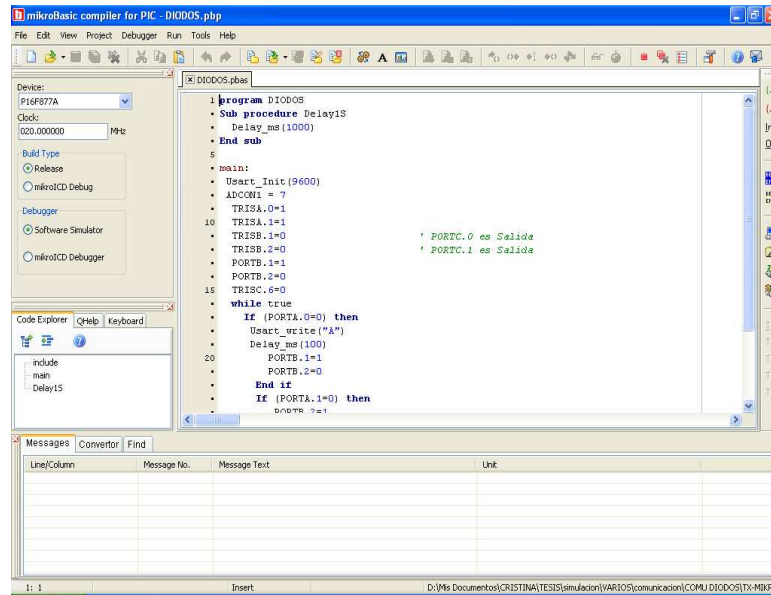 mikroBasic compiler for PIC - DIODOS.pbp
File Edit View Project Debugger Run Tools Help
Device:
P16F877A
Clock:
020.000000 MHz
Build Type
Release
mikroICD Debug
Debugger
Software Simulator
mikroICD Debugger
Code Explorer QHelp Keyboard
include
main
Delay1S
DIODOS.pbas
1 program DIODOS
Sub procedure Delay1S
Delay_ms(1000)
End sub
5
main:
Usart_Init(9600)
ADCON1 = 7
TRISA.0=1
10 TRISA.1=1
TRISB.1=0 ' PORTC.0 es Salida
TRISB.2=0 ' PORTC.1 es Salida
PORTB.1=1
PORTB.2=0
15 TRISC.6=0
while true
If (PORTA.0=0) then
Usart_write("A")
Delay_ms(100)
20 PORTB.1=1
PORTB.2=0
End if
If (PORTA.1=0) then
PORTB.2=1
Messages Convertor Find
Line/Column Message No. Message Text Unit
1: 1 Insert D:\Mis Documentos\CRISTINA\TESIS\simulacion\VARIOS\comunicacion\COMU DIODOS\TX-MIKR